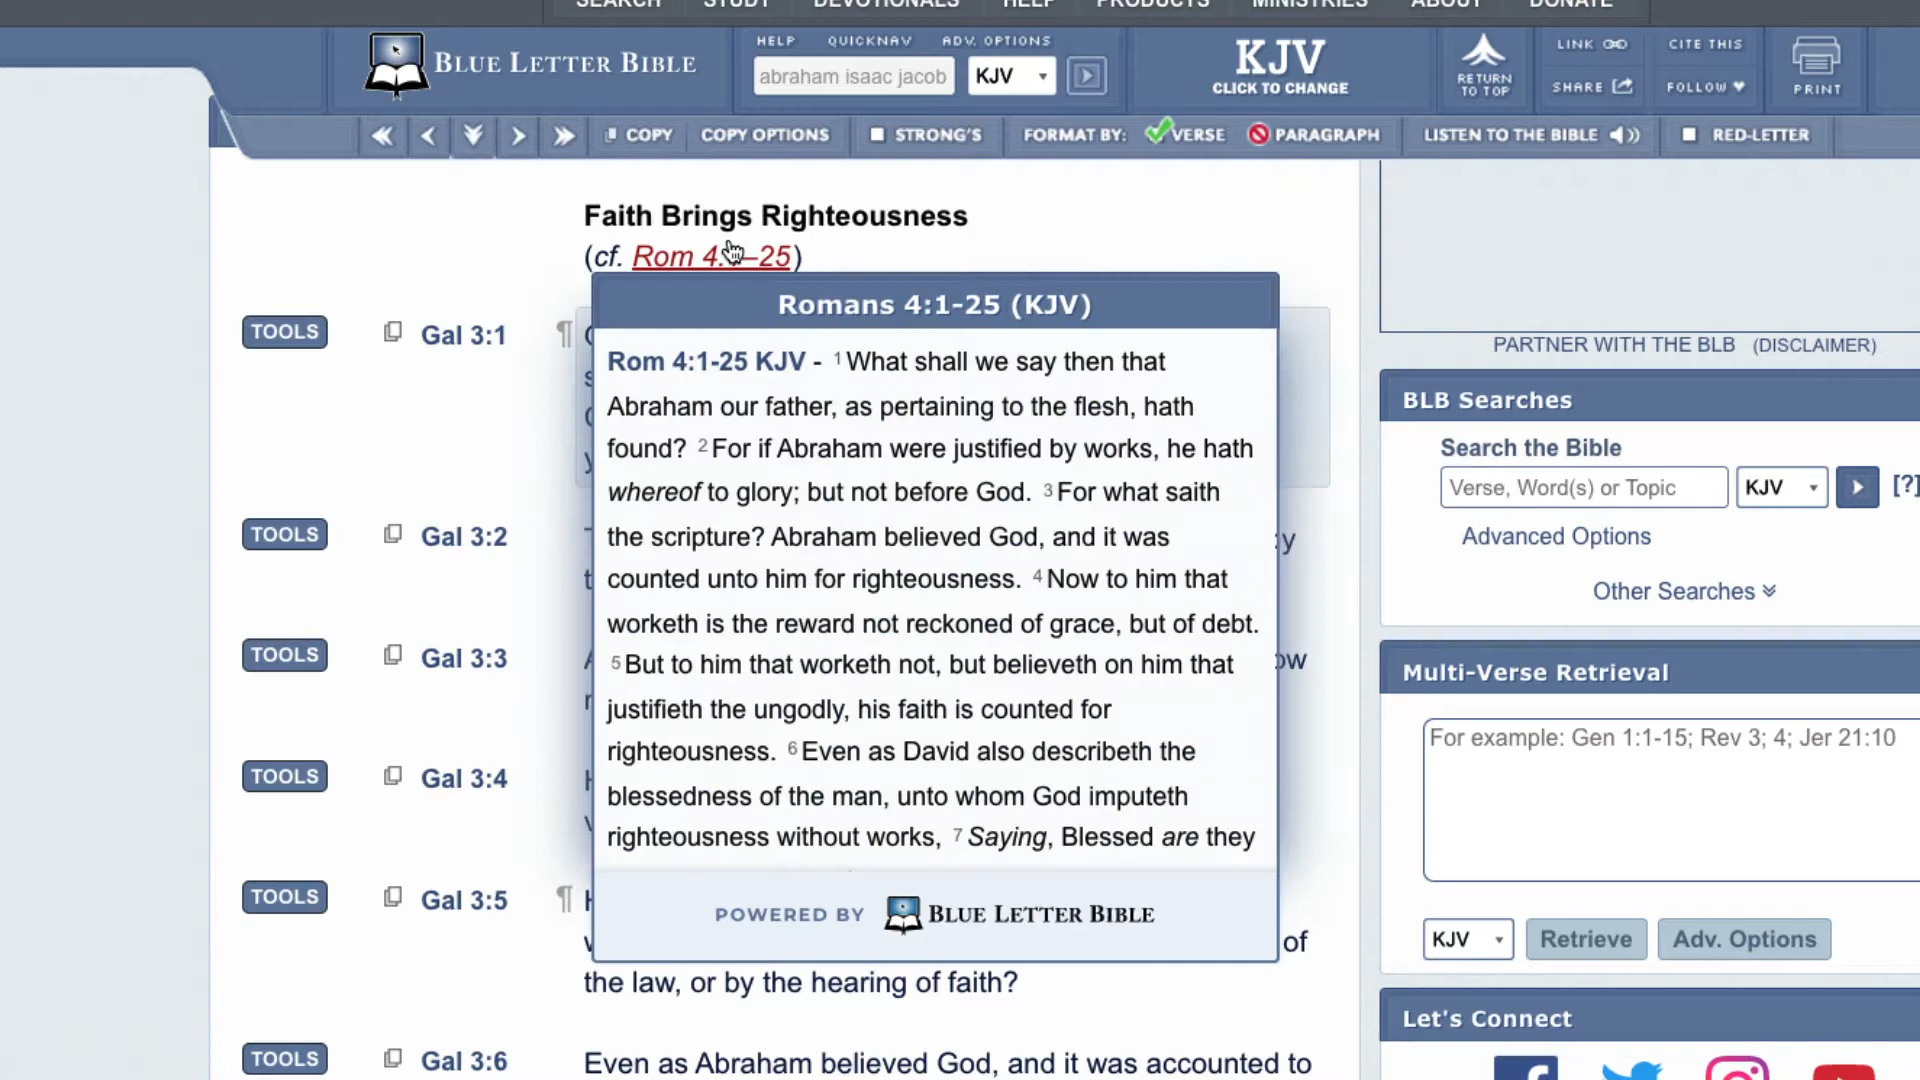 SEARCH STUDY DEVOTIONALS HELP PRODUCTS MINISTRIES ABOUT DONATE
BLUE LETTER BIBLE
HELP QUICKNAV ADV. OPTIONS
abraham isaac jacob KJV
KJV
CLICK TO CHANGE
RETURN
TO TOP
LINK
SHARE
CITE THIS
FOLLOW
PRINT
COPY COPY OPTIONS STRONG'S FORMAT BY: VERSE PARAGRAPH LISTEN TO THE BIBLE RED-LETTER
Faith Brings Righteousness
(cf. Rom 4: –25)
Romans 4:1-25 (KJV)
Rom 4:1-25 KJV - 1 What shall we say then that
Abraham our father, as pertaining to the flesh, hath
found? 2 For if Abraham were justified by works, he hath
whereof to glory; but not before God. 3 For what saith
the scripture? Abraham believed God, and it was
counted unto him for righteousness. 4 Now to him that
worketh is the reward not reckoned of grace, but of debt.
5 But to him that worketh not, but believeth on him that
justifieth the ungodly, his faith is counted for
righteousness. 6 Even as David also describeth the
blessedness of the man, unto whom God imputeth
righteousness without works, 7 Saying, Blessed are they
POWERED BY BLUE LETTER BIBLE
TOOLS Gal 3:1 ¶
TOOLS Gal 3:2
TOOLS Gal 3:3
TOOLS Gal 3:4
TOOLS Gal 3:5 ¶
of
the law, or by the hearing of faith?
TOOLS Gal 3:6 Even as Abraham believed God, and it was accounted to
PARTNER WITH THE BLB (DISCLAIMER)
BLB Searches
Search the Bible
Verse, Word(s) or Topic KJV [?]
Advanced Options
Other Searches
Multi-Verse Retrieval
For example: Gen 1:1-15; Rev 3; 4; Jer 21:10
KJV Retrieve Adv. Options
Let's Connect